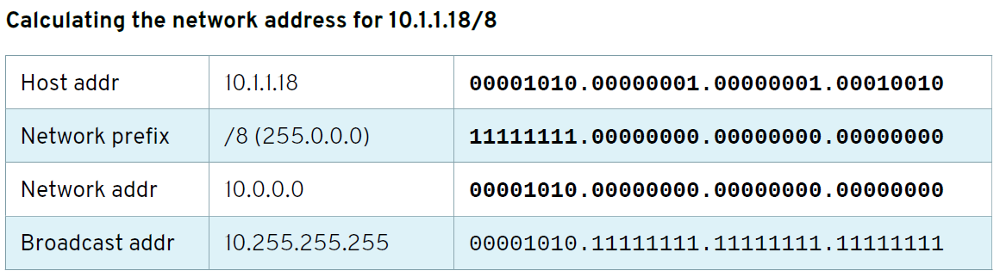 Calculating the network address for 10.1.1.18/8
Host addr 10.1.1.18 00001010.00000001.00000001.00010010
Network prefix /8 (255.0.0.0) 11111111.00000000.00000000.00000000
Network addr 10.0.0.0 00001010.00000000.00000000.00000000
Broadcast addr 10.255.255.255 00001010.11111111.11111111.11111111